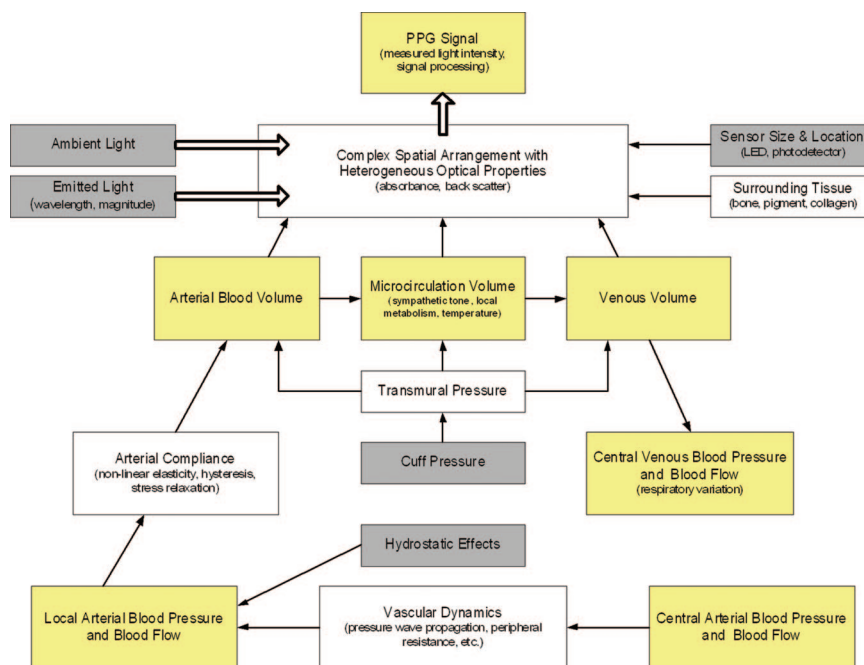 PPG Signal
(measured light intensity,
signal processing)
Ambient Light
Complex Spatial Arrangement with
Heterogeneous Optical Properties
(absorbance, back scatter)
Sensor Size & Location
(LED, photodetector)
Emitted Light
(wavelength, magnitude)
Surrounding Tissue
(bone, pigment, collagen)
Arterial Blood Volume
Microcirculation Volume
(sympathetic tone, local
metabolism, temperature)
Venous Volume
Transmural Pressure
Arterial Compliance
(non-linear elasticity, hysteresis,
stress relaxation)
Cuff Pressure
Central Venous Blood Pressure
and Blood Flow
(respiratory variation)
Hydrostatic Effects
Local Arterial Blood Pressure
and Blood Flow
Vascular Dynamics
(pressure wave propagation, peripheral
resistance, etc.)
Central Arterial Blood Pressure
and Blood Flow